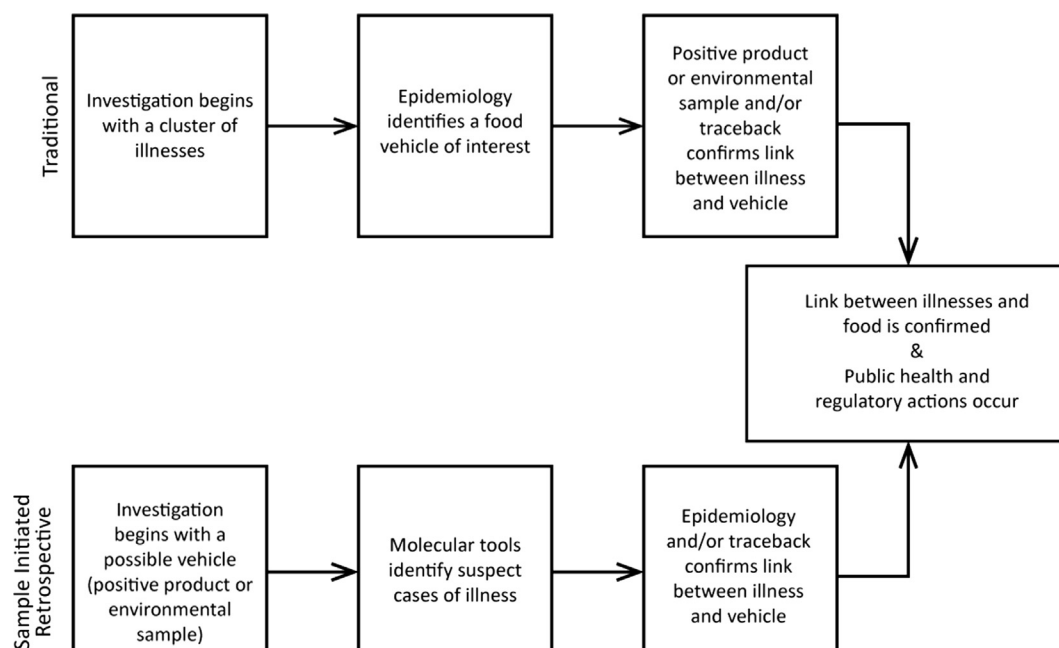 Traditional
Investigation begins
with a cluster of
illnesses
Epidemiology
identifies a food
vehicle of interest
Positive product
or environmental
sample and/or
traceback
confirms link
between illness
and vehicle
Link between illnesses and
food is confirmed
&
Public health and
regulatory actions occur
Sample Initiated
Retrospective
Investigation
begins with a
possible vehicle
(positive product or
environmental
sample)
Molecular tools
identify suspect
cases of illness
Epidemiology
and/or traceback
confirms link
between illness
and vehicle